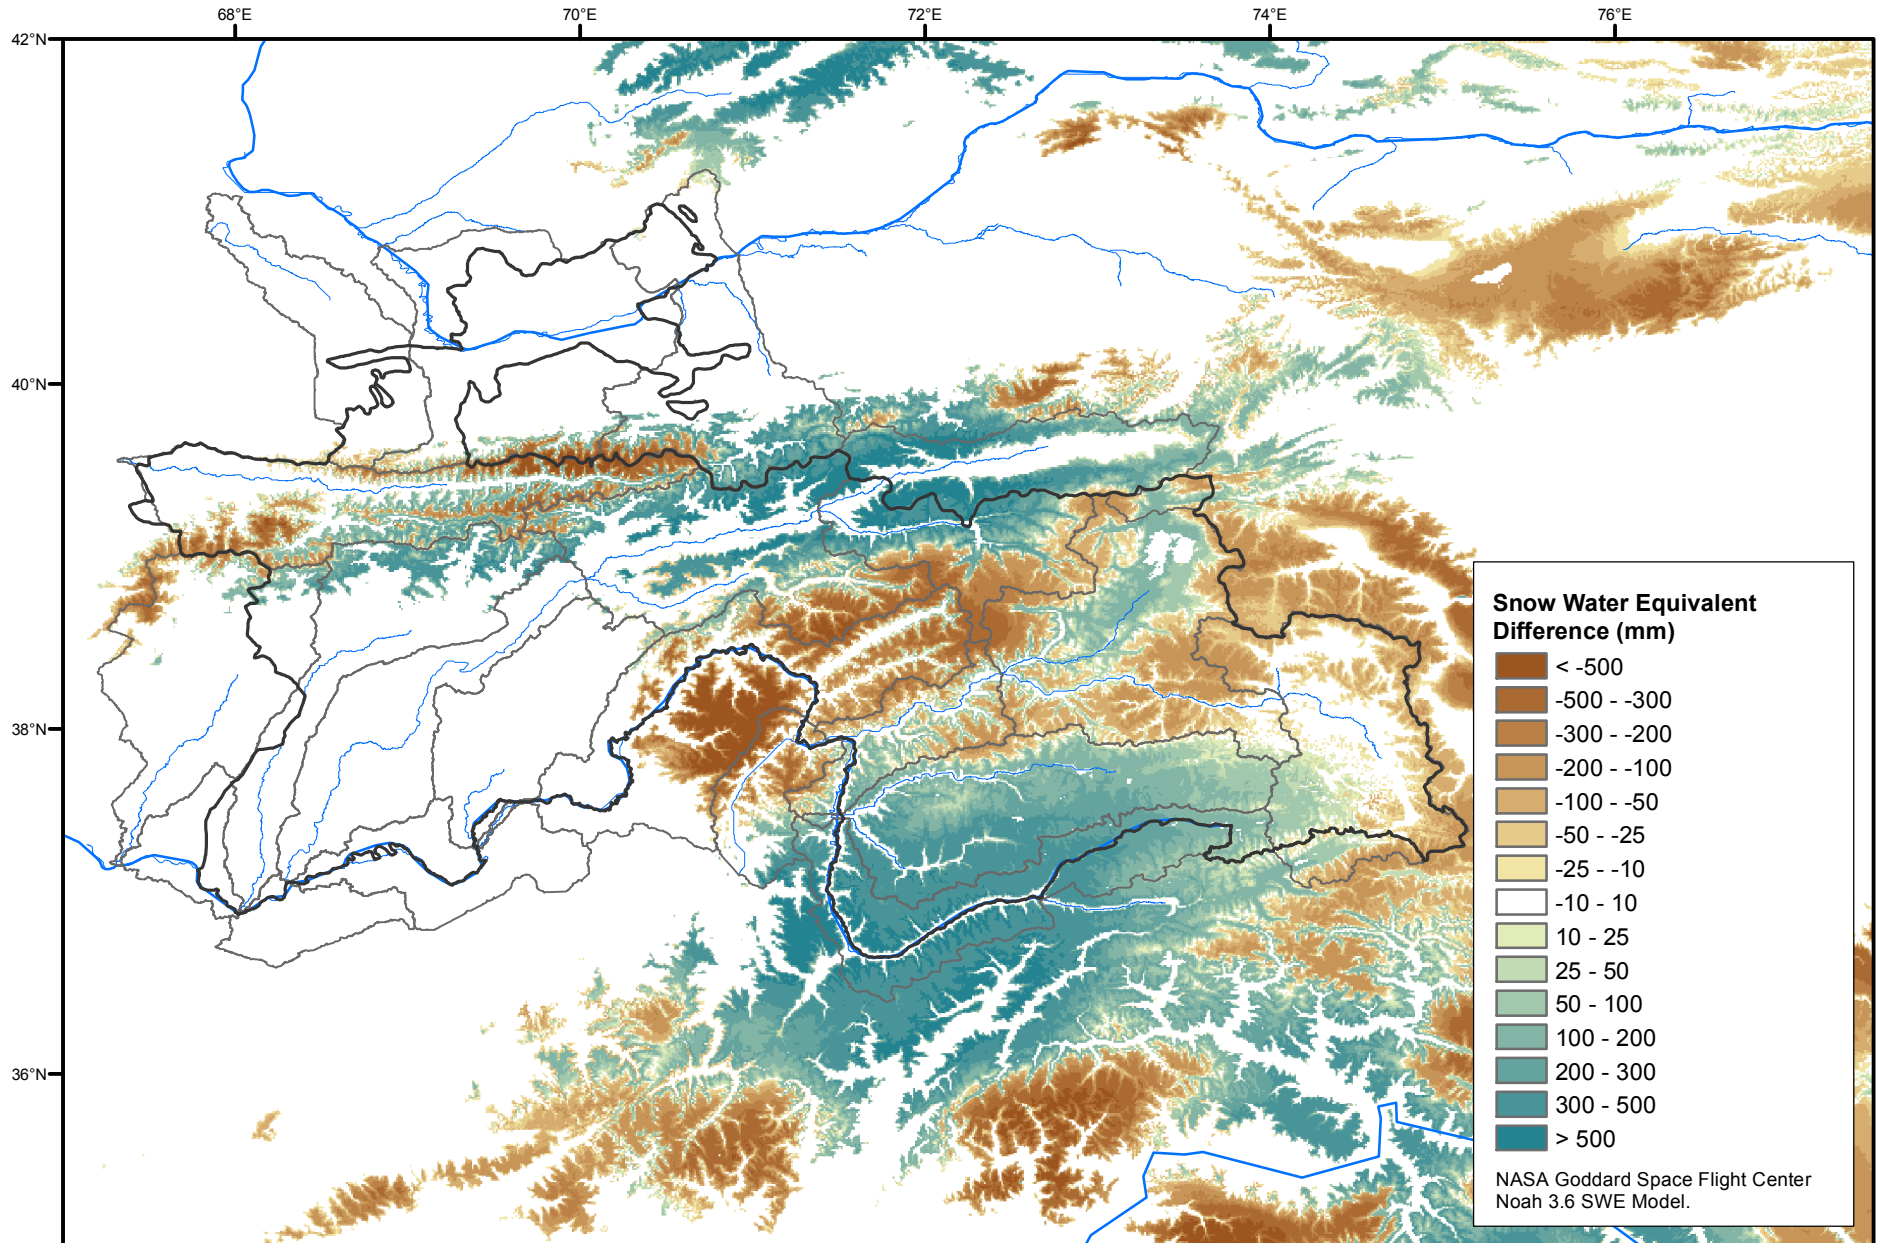 68°E
70°E
72°E
74°E
76°E
42°N
40°N
38°N
36°N
Snow Water Equivalent
Difference (mm)
< -500
-500 - -300
-300 - -200
-200 - -100
-100 - -50
-50 - -25
-25 - -10
-10 - 10
10 - 25
25 - 50
50 - 100
100 - 200
200 - 300
300 - 500
> 500
NASA Goddard Space Flight Center
Noah 3.6 SWE Model.